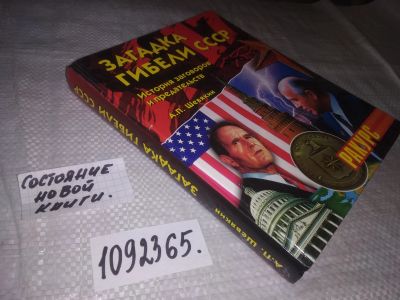 ЗАГАДКА
ГИБЕЛИ СССР
История заговоров
и предательств
А.П. Шевякин
РАКУРС
А.П. ШЕВЯКИН
ЗАГАДКА ГИБЕЛИ СССР
СОСТОЯНИЕ
НОВОЙ
КНИГИ.
1092365.